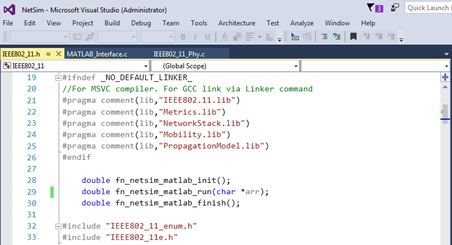 NetSim - Microsoft Visual Studio (Administrator)
3
Quick Launch (
File Edit View Project Build Debug Team Tools Architecture Test Analyze Window Help
IEEE802_11.h MATLAB_Interface.c IEEE802_11_Phy.c
IEEE802_11 (Global Scope)
19 #ifndef _NO_DEFAULT_LINKER_
20 //For MSVC compiler. For GCC link via Linker command
21 #pragma comment(lib,"IEEE802.11.lib")
22 #pragma comment(lib,"Metrics.lib")
23 #pragma comment(lib,"NetworkStack.lib")
24 #pragma comment(lib,"Mobility.lib")
25 #pragma comment(lib,"PropagationModel.lib")
26 #endif
27
28 double fn_netsim_matlab_init();
29 double fn_netsim_matlab_run(char *arr);
30 double fn_netsim_matlab_finish();
31
32 #include "IEEE802_11_enum.h"
33 #include "IEEE802_11e.h"